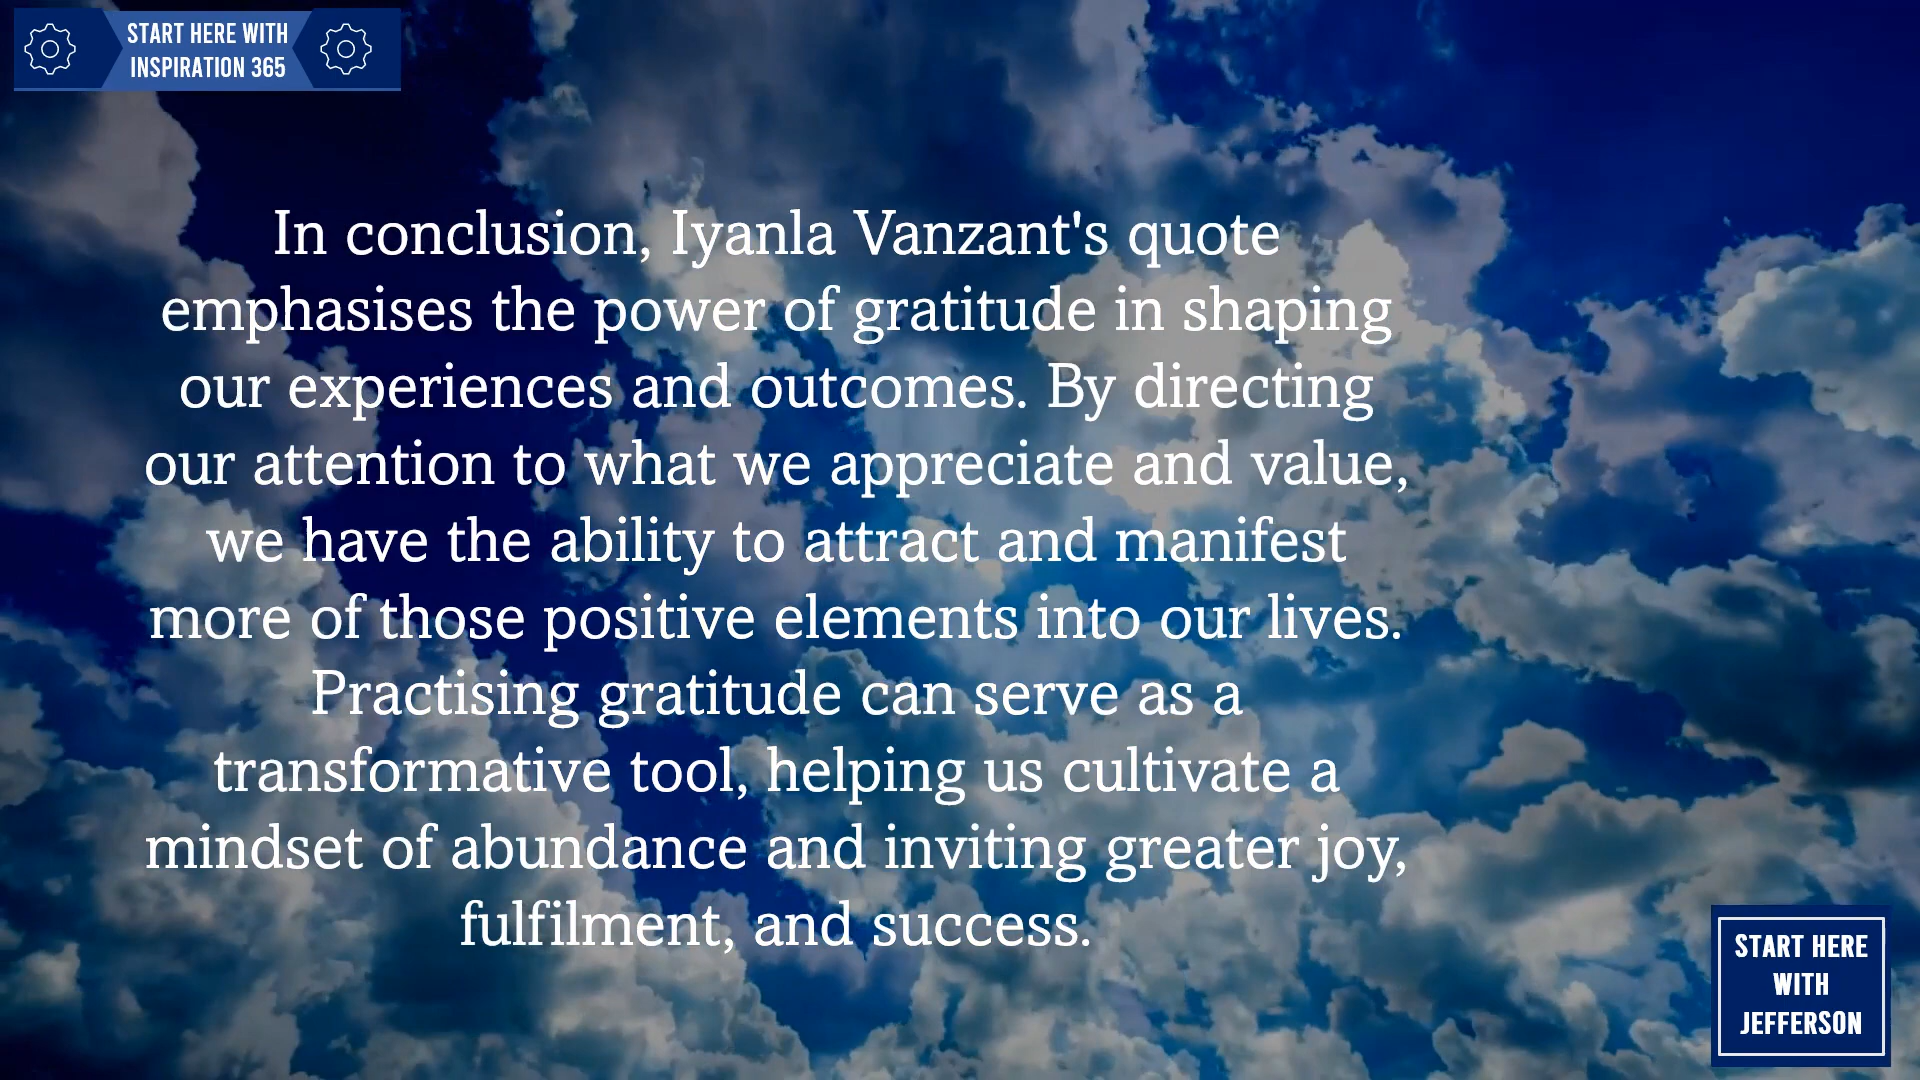 START HERE WITH
INSPIRATION 365
In conclusion, Iyanla Vanzant's quote
emphasises the power of gratitude in shaping
our experiences and outcomes. By directing
our attention to what we appreciate and value,
we have the ability to attract and manifest
more of those positive elements into our lives.
Practising gratitude can serve as a
transformative tool, helping us cultivate a
mindset of abundance and inviting greater joy,
fulfilment, and success.
START HERE
WITH
JEFFERSON